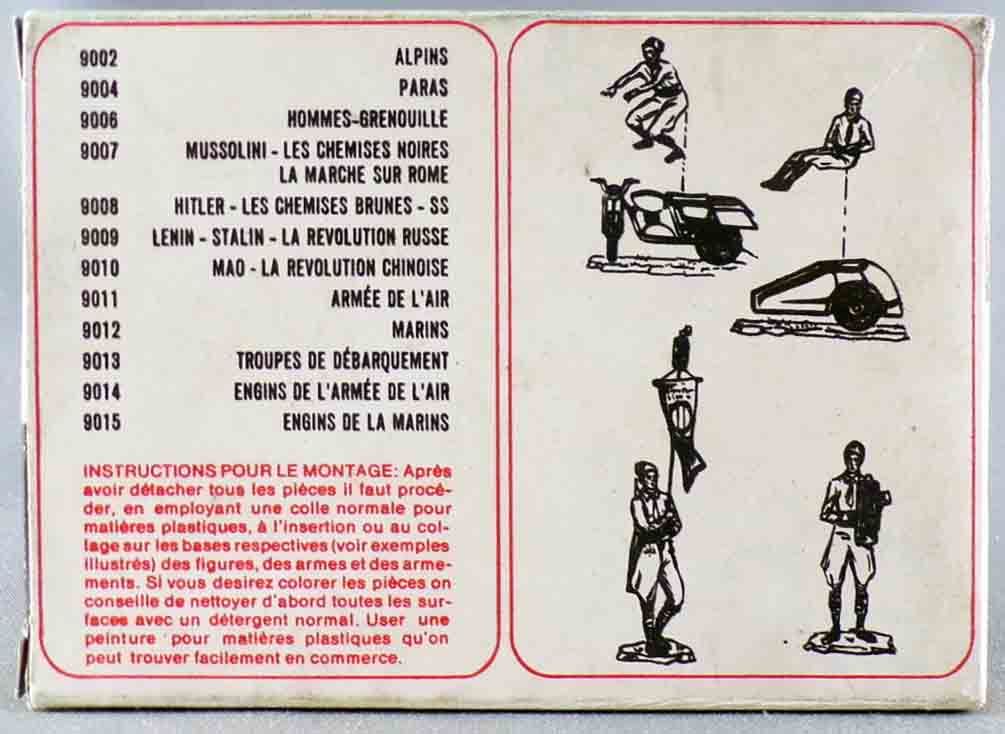 9002 ALPINS
9004 PARAS
9006 HOMMES-GRENOUILLE
9007 MUSSOLINI - LES CHEMISES NOIRES
LA MARCHE SUR ROME
9008 HITLER - LES CHEMISES BRUNES - SS
9009 LENIN - STALIN - LA REVOLUTION RUSSE
9010 MAO - LA REVOLUTION CHINOISE
9011 ARMÉE DE L'AIR
9012 MARINS
9013 TROUPES DE DÉBARQUEMENT
9014 ENGINS DE L'ARMÉE DE L'AIR
9015 ENGINS DE LA MARINS
INSTRUCTIONS POUR LE MONTAGE: Après
avoir détacher tous les pièces il faut procé-
der, en employant une colle normale pour
matières plastiques, à l'insertion ou au col-
lage sur les bases respectives (voir exemples
illustrés) des figures, des armes et des arme-
ments. Si vous desirez colorer les pièces on
conseille de nettoyer d'abord toutes les sur-
faces avec un détergent normal. User une
peinture pour matières plastiques qu'on
peut trouver facilement en commerce.